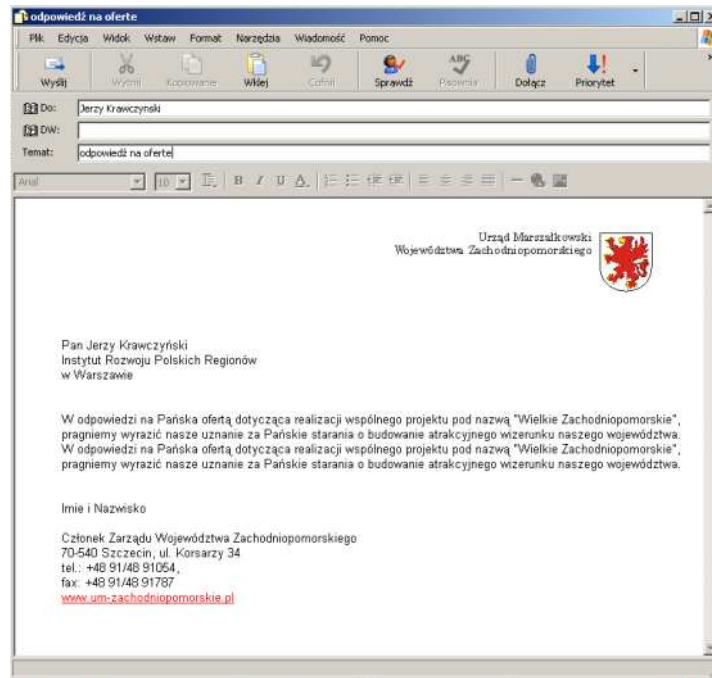 odpowiedź na oferte
Plik Edycja Widok Wstaw Format Narzędzia Wiadomość Pomoc
Wyślij Wytnij Kopiowanie Wklej Cofnij Sprawdź Pisownia Dołącz Priorytet
Do: Jerzy Krawczynski
DW:
Temat: odpowiedź na oferte
Arial 10 B I U A
Urząd Marszałkowski
Województwa Zachodniopomorskiego
Pan Jerzy Krawczyński
Instytut Rozwoju Polskich Regionów
w Warszawie
W odpowiedzi na Pańska ofertą dotycząca realizacji wspólnego projektu pod nazwą "Wielkie Zachodniopomorskie",
pragniemy wyrazić nasze uznanie za Pańskie starania o budowanie atrakcyjnego wizerunku naszego województwa.
W odpowiedzi na Pańska ofertą dotycząca realizacji wspólnego projektu pod nazwą "Wielkie Zachodniopomorskie",
pragniemy wyrazić nasze uznanie za Pańskie starania o budowanie atrakcyjnego wizerunku naszego województwa.
Imie i Nazwisko
Członek Zarządu Województwa Zachodniopomorskiego
70-540 Szczecin, ul. Korsarzy 34
tel.: +48 91/48 91054,
fax: +48 91/48 91787
www.um-zachodniopomorskie.pl